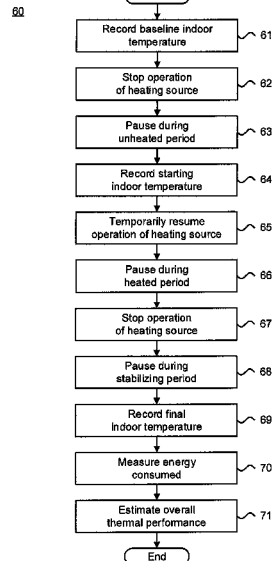 60
Record baseline indoor
temperature
61
Stop operation
of heating source
62
Pause during
unheated period
63
Record starting
indoor temperature
64
Temporarily resume
operation of heating source
65
Pause during
heated period
66
Stop operation
of heating source
67
Pause during
stabilizing period
68
Record final
indoor temperature
69
Measure energy
consumed
70
Estimate overall
thermal performance
71
End